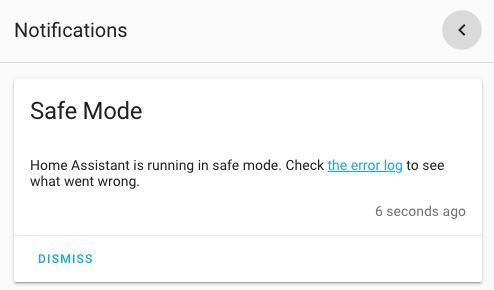 Notifications
Safe Mode
Home Assistant is running in safe mode. Check the error log to see
what went wrong.
6 seconds ago
DISMISS